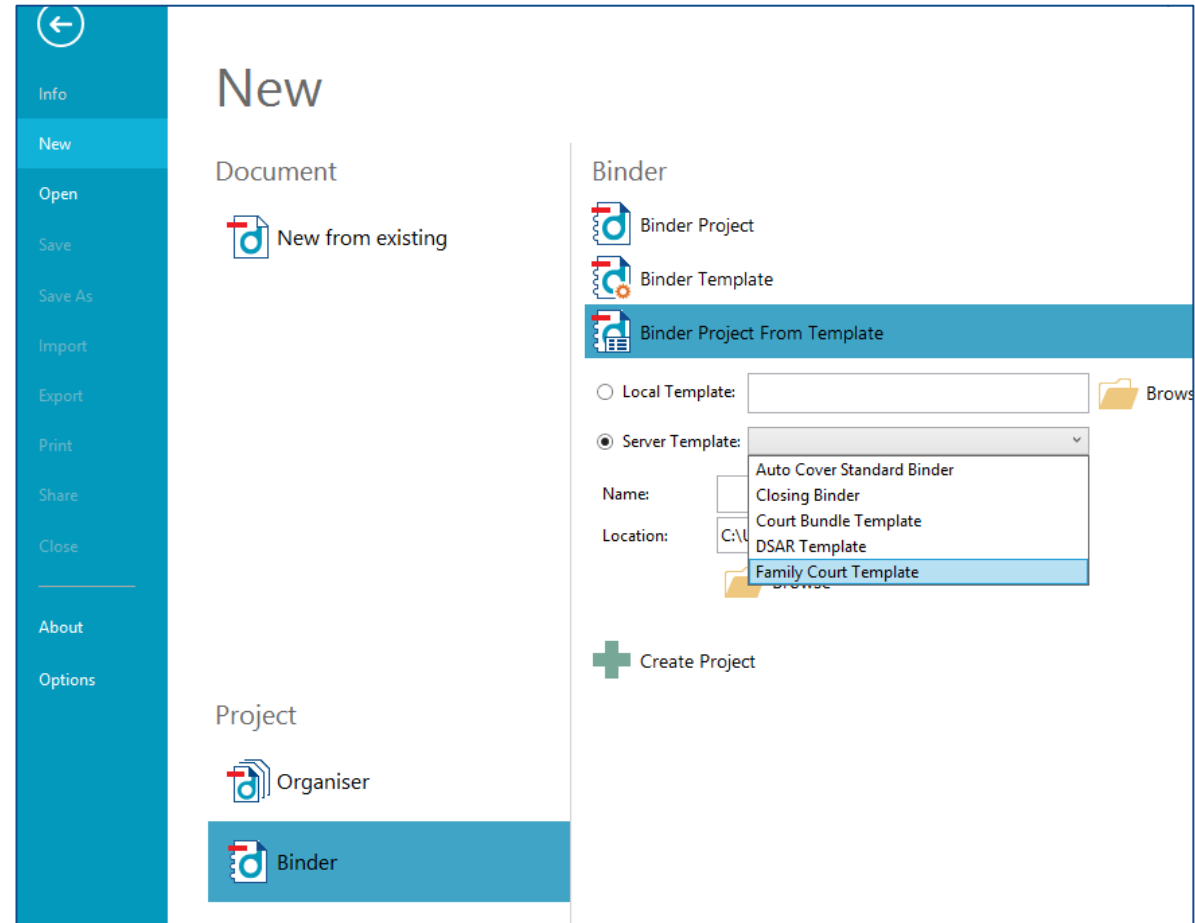 Info
New
Open
Save
Save As
Import
Export
Print
Share
Close
About
Options
New
Document
New from existing
Project
Organiser
Binder
Binder
Binder Project
Binder Template
Binder Project From Template
Local Template:
Server Template:
Auto Cover Standard Binder
Closing Binder
Court Bundle Template
DSAR Template
Family Court Template
Name:
Location:
Create Project